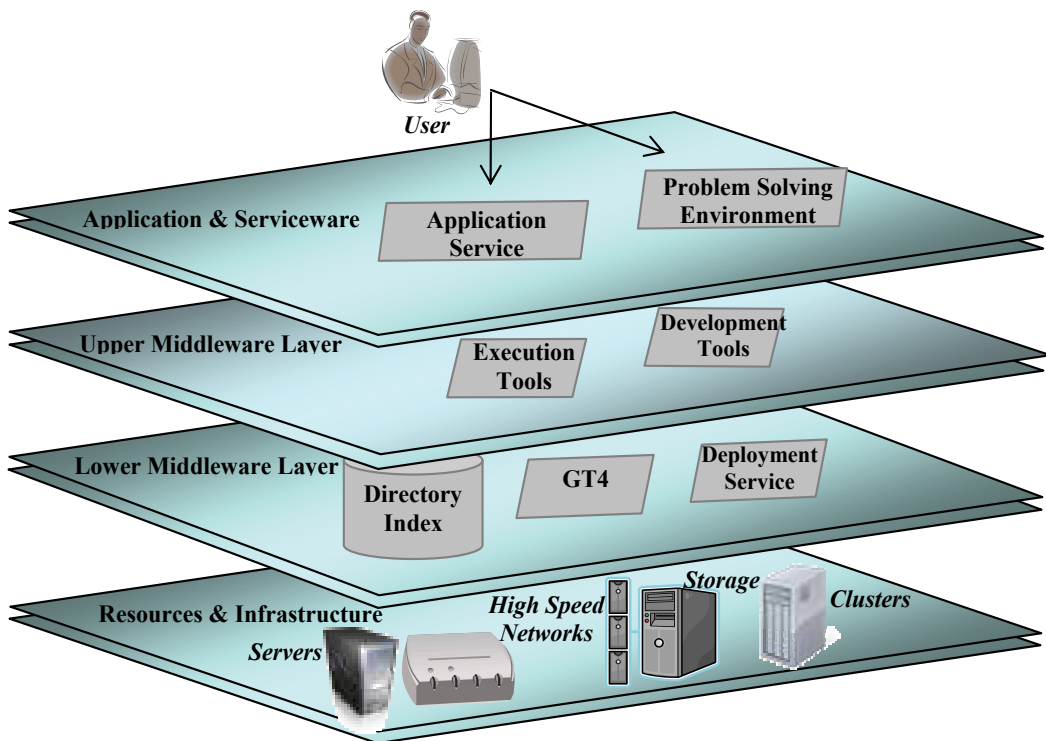 User
Problem Solving
Environment
Application & Serviceware
Application
Service
Development
Tools
Upper Middleware Layer
Execution
Tools
Deployment
Service
Lower Middleware Layer
GT4
Directory
Index
Storage
Clusters
High Speed
Networks
Resources & Infrastructure
Servers